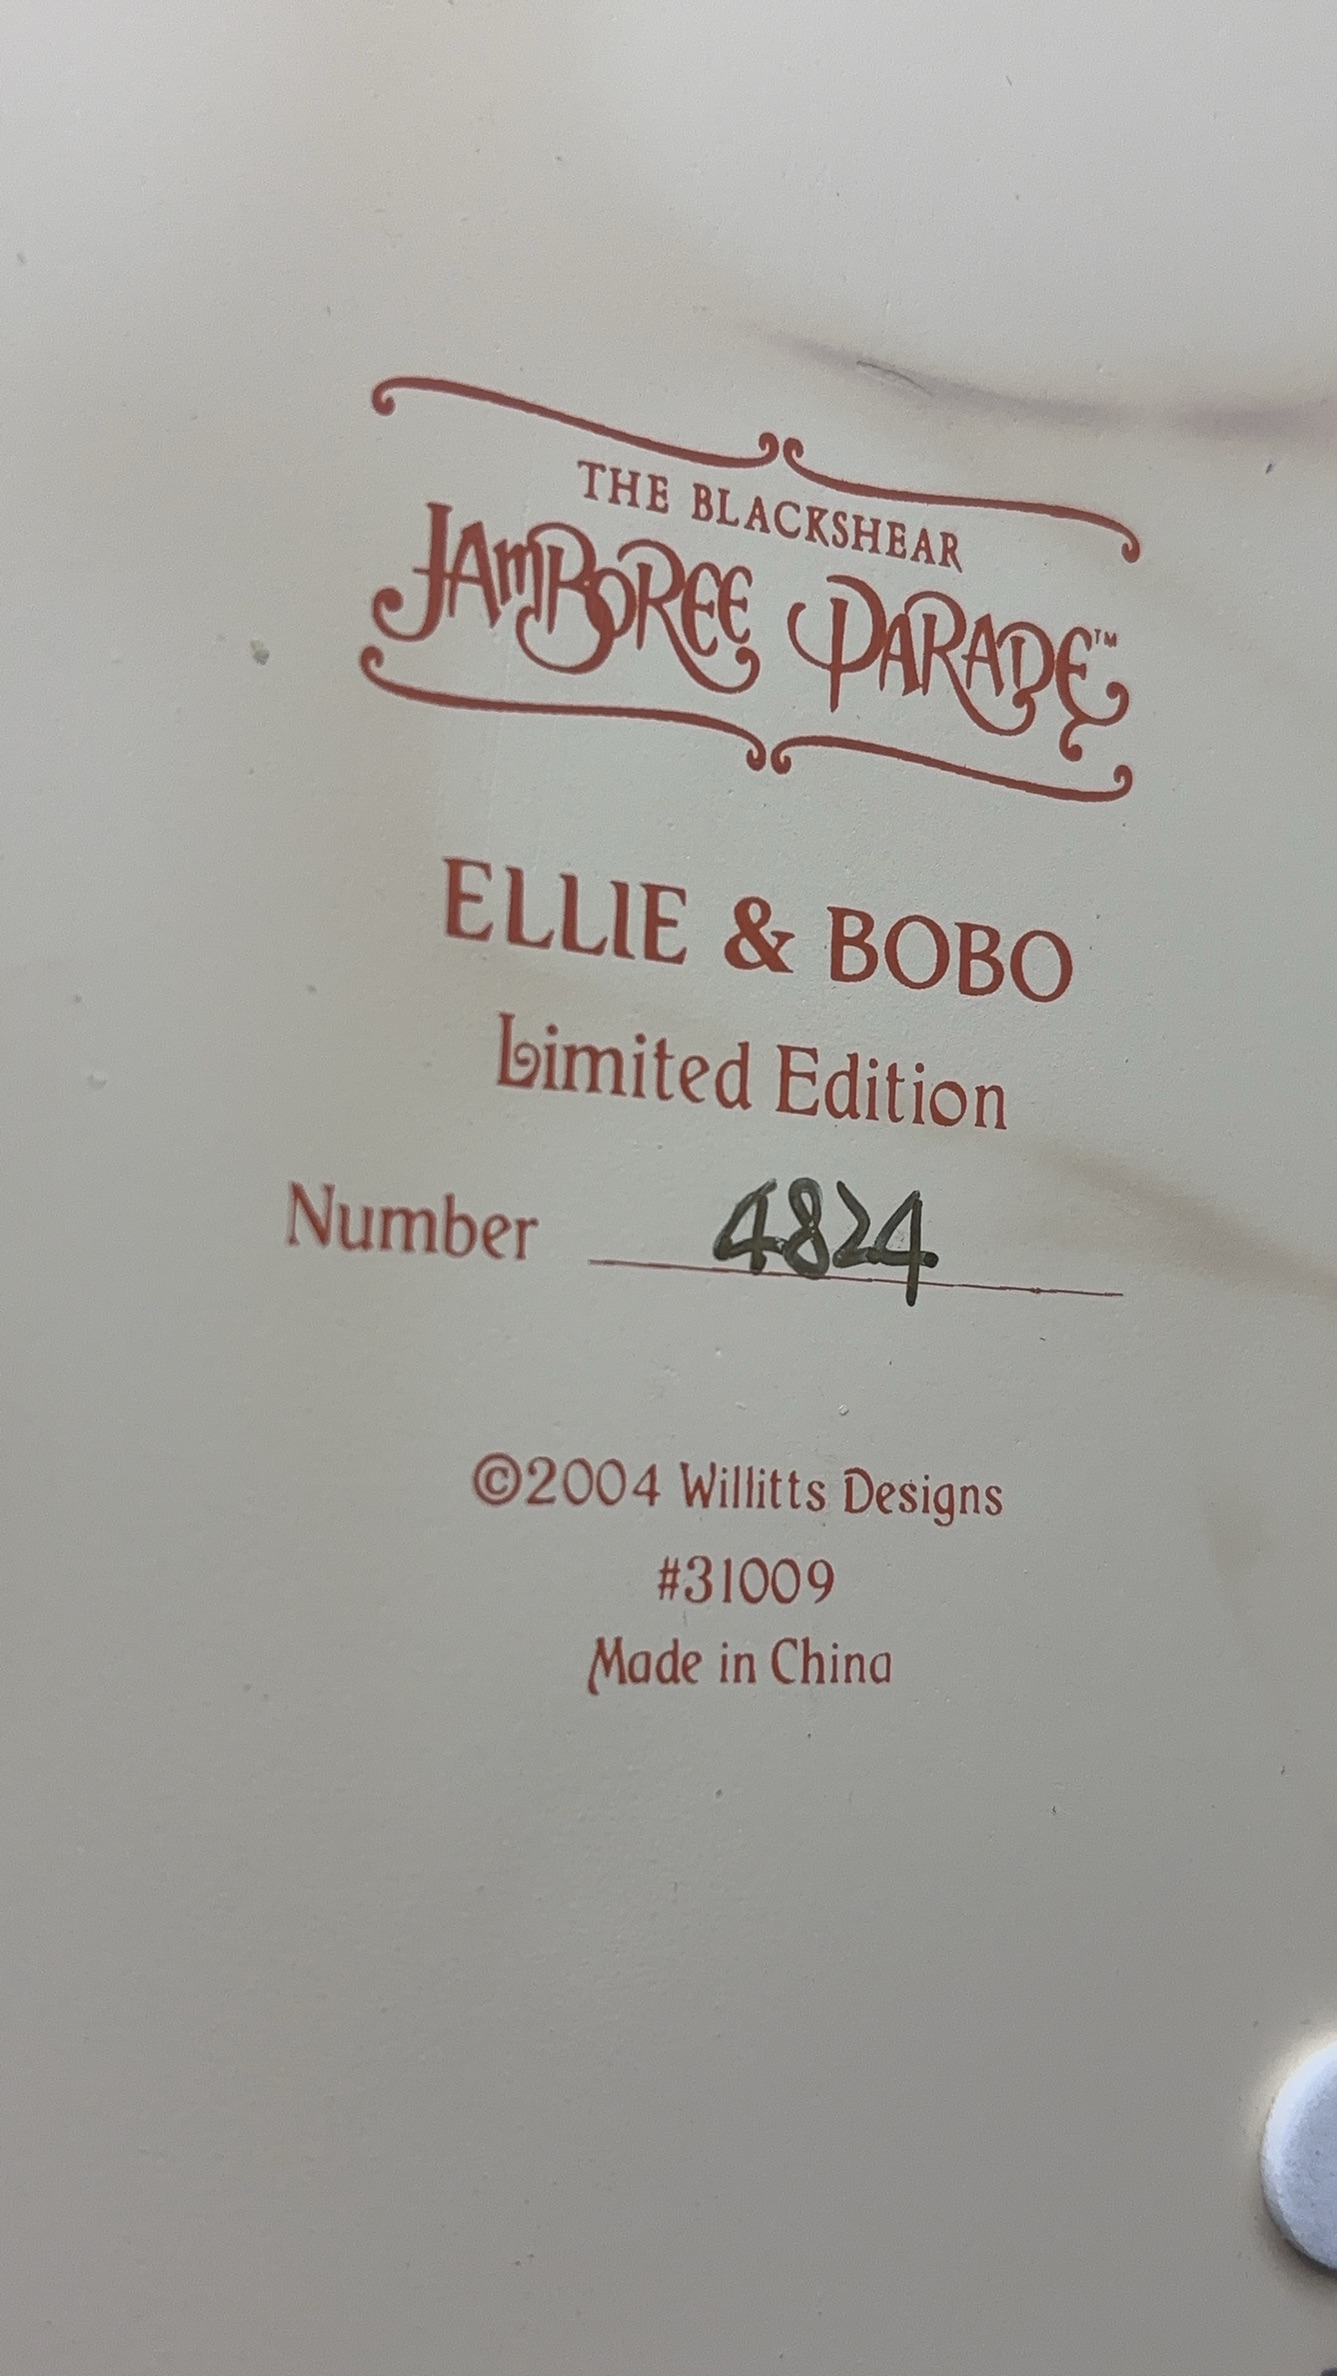 THE BLACKSHEAR
JAMBOREE PARADE™
ELLIE & BOBO
Limited Edition
Number 4824
©2004 Willitts Designs
#31009
Made in China